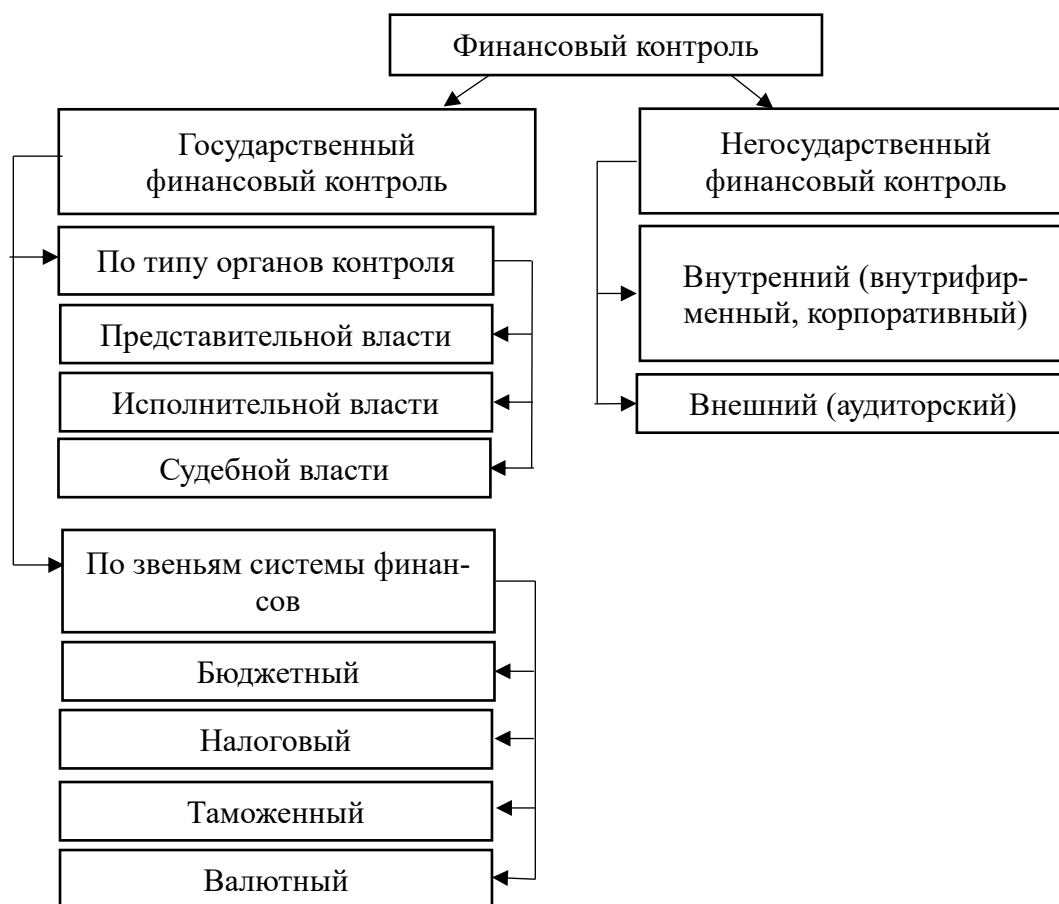 Финансовый контроль
Государственный
финансовый контроль
По типу органов контроля
Представительной власти
Исполнительной власти
Судебной власти
По звеньям системы финан-
сов
Бюджетный
Налоговый
Таможенный
Валютный
Негосударственный
финансовый контроль
Внутренний (внутрифир-
менный, корпоративный)
Внешний (аудиторский)